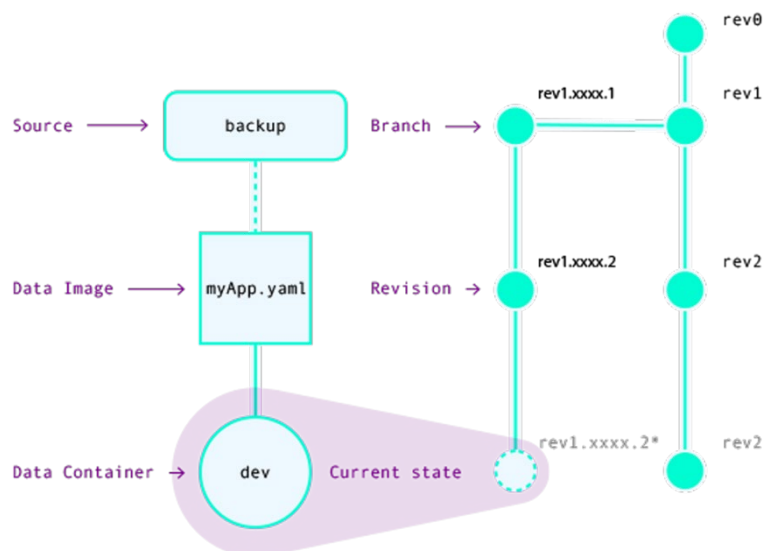 rev0
Source
backup
Branch
rev1.xxxx.1
rev1
Data Image
myApp.yaml
Revision
rev1.xxxx.2
rev2
Data Container
dev
Current state
rev1.xxxx.2*
rev2